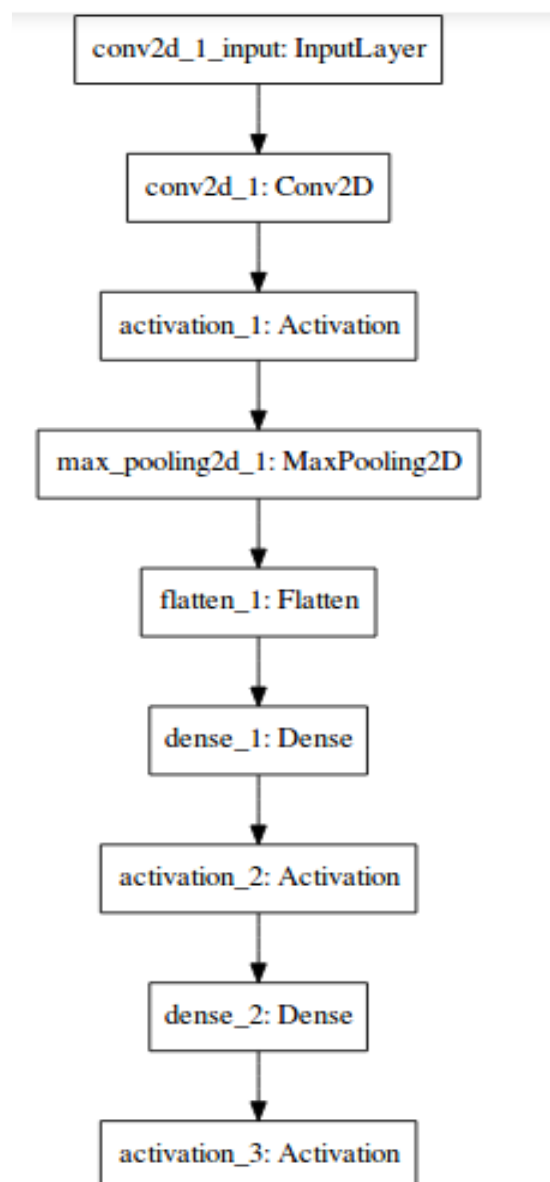 conv2d_1_input: InputLayer
conv2d_1: Conv2D
activation_1: Activation
max_pooling2d_1: MaxPooling2D
flatten_1: Flatten
dense_1: Dense
activation_2: Activation
dense_2: Dense
activation_3: Activation